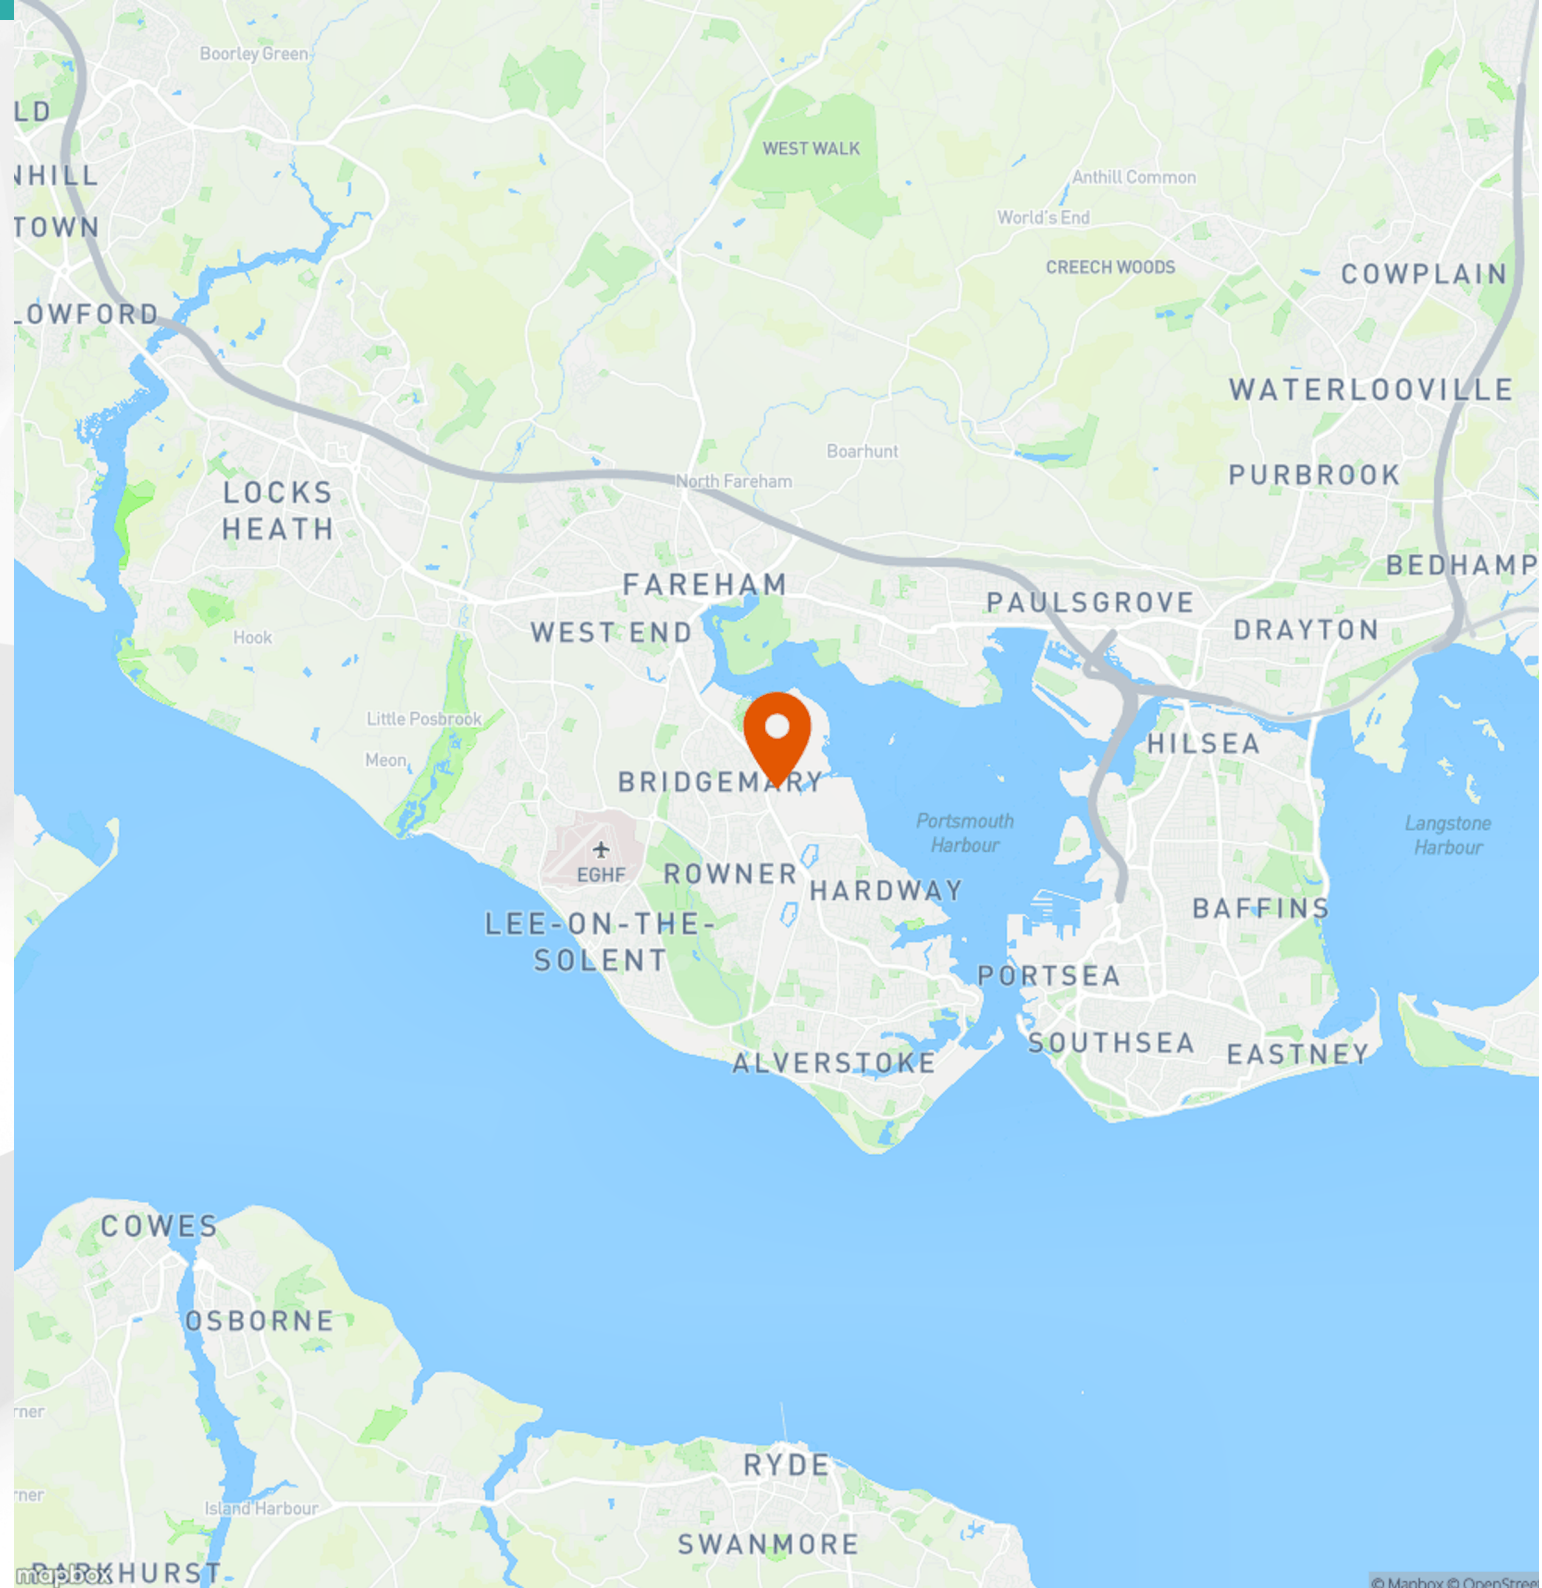 Boorley Green
LD
WEST WALK
NHILL
Anthill Common
TOWN
World's End
CREECH WOODS
COWPLAIN
LOWFORD
WATERLOOVILLE
Boarhunt
PURBROOK
North Fareham
LOCKS
HEATH
BEDHAMP
FAREHAM
PAULSGROVE
WEST END
DRAYTON
Hook
Little Posbrook
HILSEA
Meon
BRIDGEMARY
Portsmouth
Harbour
Langstone
Harbour
EGHF
ROWNER
HARDWAY
BAFFINS
LEE-ON-THE-
SOLENT
PORTSEA
SOUTHSEA
EASTNEY
ALVERSTOKE
COWES
OSBORNE
rner
RYDE
rner
Island Harbour
SWANMORE
PARKHURST
mapbox
© Mapbox © OpenStreet